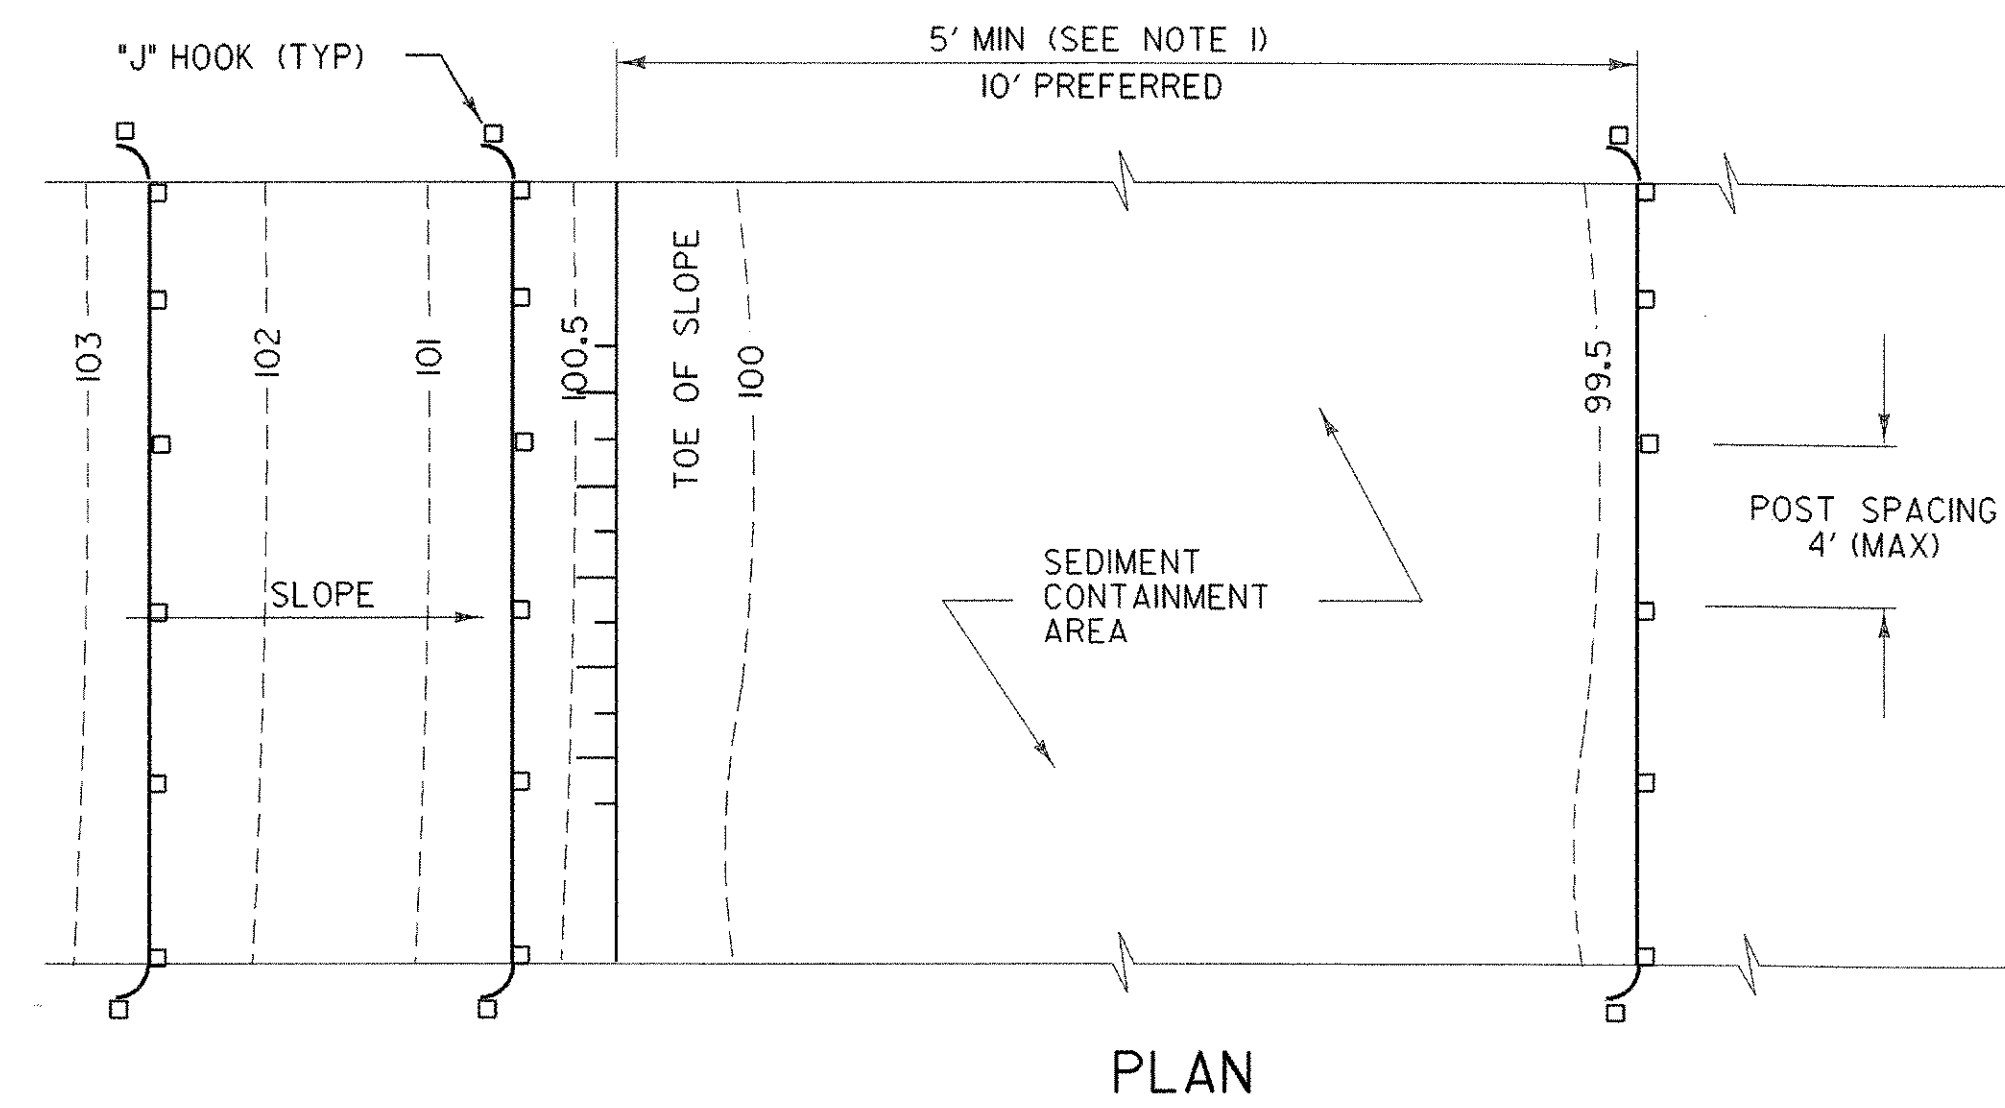 "J" HOOK (TYP)
5' MIN (SEE NOTE 1)
10' PREFERRED
103
102
101
100.5
TOE OF SLOPE
100
99.5
SLOPE
SEDIMENT
CONTAINMENT
AREA
POST SPACING
4' (MAX)
PLAN